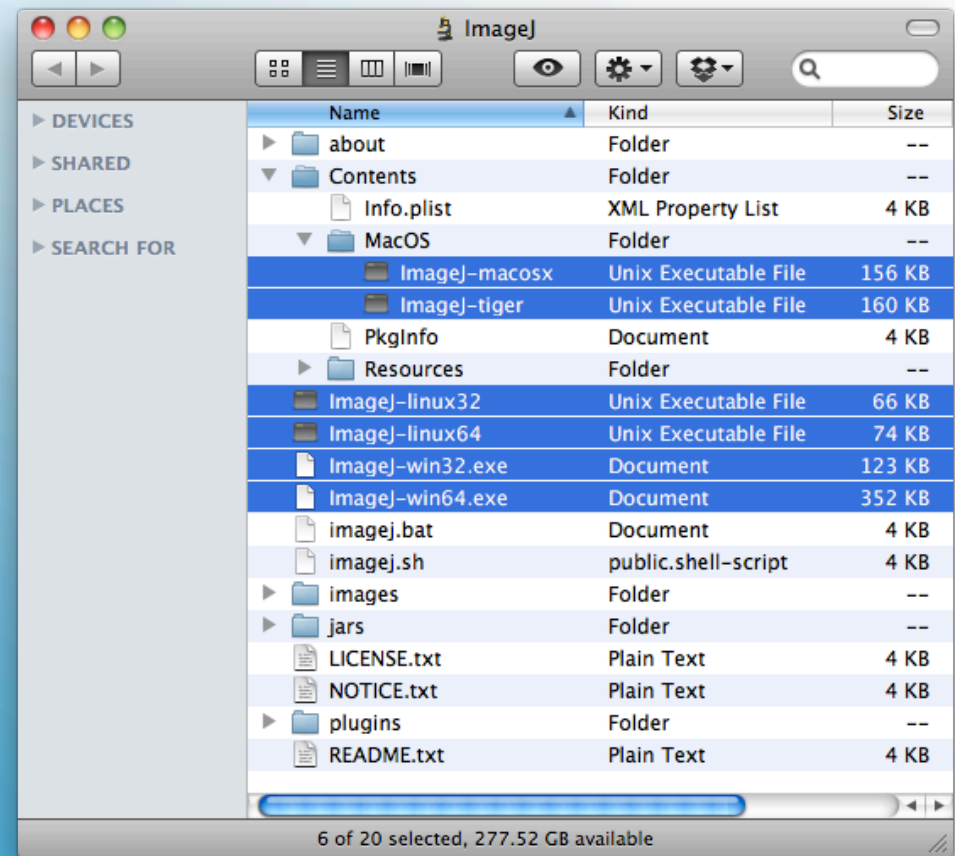 ImageJ
DEVICES
SHARED
PLACES
SEARCH FOR
Name Kind Size
about Folder --
Contents Folder --
Info.plist XML Property List 4 KB
MacOS Folder --
ImageJ-macosx Unix Executable File 156 KB
ImageJ-tiger Unix Executable File 160 KB
PkgInfo Document 4 KB
Resources Folder --
ImageJ-linux32 Unix Executable File 66 KB
ImageJ-linux64 Unix Executable File 74 KB
ImageJ-win32.exe Document 123 KB
ImageJ-win64.exe Document 352 KB
imagej.bat Document 4 KB
imagej.sh public.shell-script 4 KB
images Folder --
jars Folder --
LICENSE.txt Plain Text 4 KB
NOTICE.txt Plain Text 4 KB
plugins Folder --
README.txt Plain Text 4 KB
6 of 20 selected, 277.52 GB available